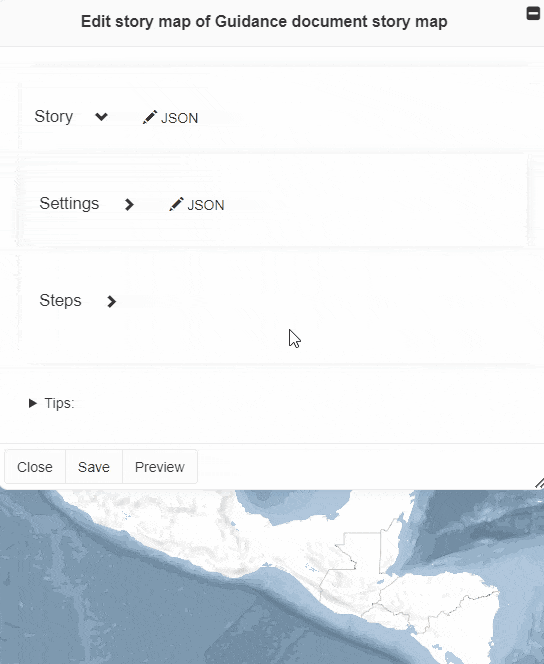 Edit story map of Guidance document story map
Story JSON
Settings JSON
Steps
Tips:
Close Save Preview